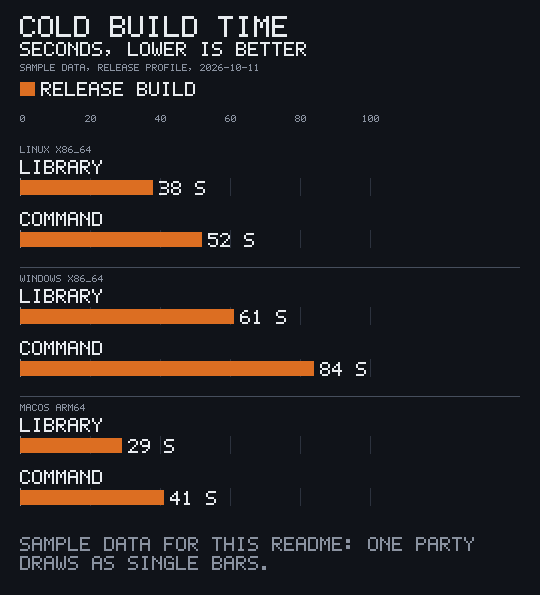 COLD BUILD TIME
SECONDS, LOWER IS BETTER
SAMPLE DATA, RELEASE PROFILE, 2026-10-11
RELEASE BUILD
0 20 40 60 80 100
LINUX X86_64
LIBRARY
38 S
COMMAND
52 S
WINDOWS X86_64
LIBRARY
61 S
COMMAND
84 S
MACOS ARM64
LIBRARY
29 S
COMMAND
41 S
SAMPLE DATA FOR THIS README: ONE PARTY
DRAWS AS SINGLE BARS.